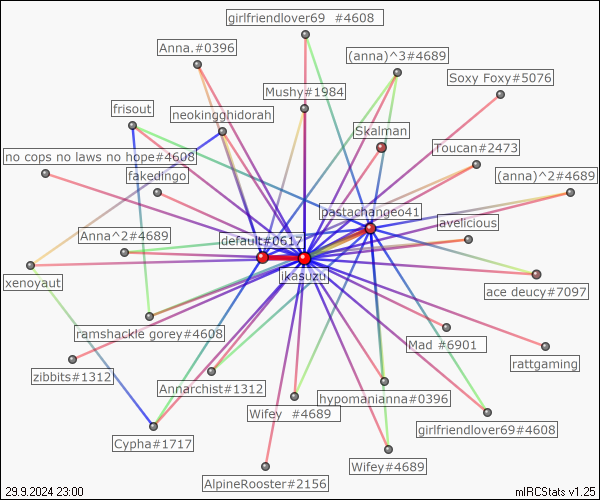 girlfriendlover69  #4608
Anna.#0396
(anna)^3#4689
Soxy Foxy#5076
Mushy#1984
frisout
neokingghidorah
Skalman
Toucan#2473
no cops no laws no hope#4608
fakedingo
(anna)^2#4689
pastachangeo41
avelicious
Anna^2#4689
default#0617
ikasuzu
xenoyaut
ace deucy#7097
ramshackle gorey#4608
Mad  #6901
rattgaming
zibbits#1312
Annarchist#1312
hypomanianna#0396
Wifey  #4689
girlfriendlover69#4608
Cypha#1717
Wifey#4689
AlpineRooster#2156
29.9.2024 23:00
mIRCStats v1.25